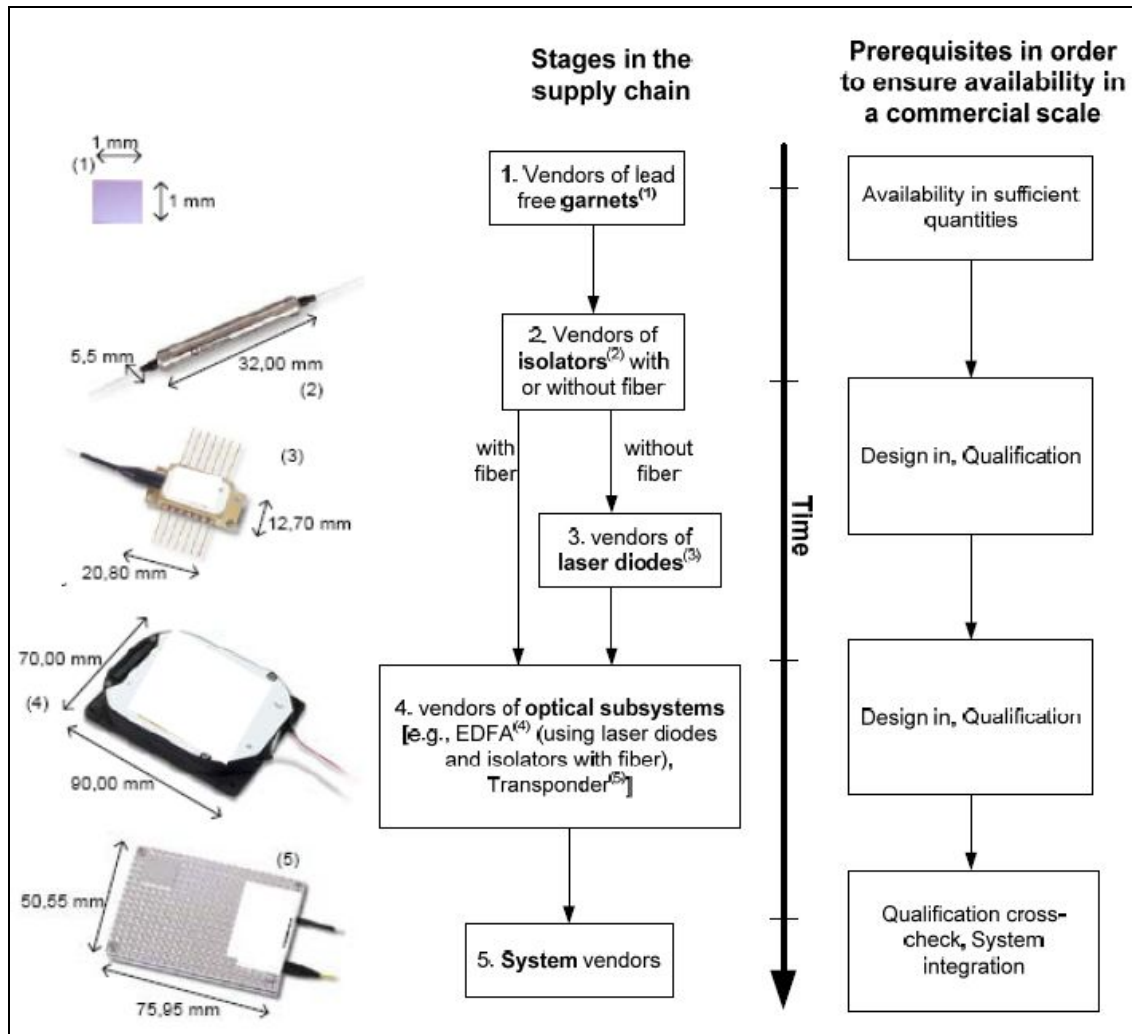 Stages in the
supply chain
Prerequisites in order
to ensure availability in
a commercial scale
1 mm
(1)
1 mm
1. Vendors of lead
free garnets(1)
Availability in sufficient
quantities
2. Vendors of
isolators(2) with
or without fiber
5,5 mm
32,00 mm
(2)
with
fiber
without
fiber
Design in, Qualification
(3)
12,70 mm
20,80 mm
3. vendors of
laser diodes(3)
Time
70,00 mm
(4)
90,00 mm
4. vendors of optical subsystems
[e.g., EDFA(4) (using laser diodes
and isolators with fiber),
Transponder(5)]
Design in, Qualification
(5)
50,55 mm
75,95 mm
5. System vendors
Qualification cross-
check, System
integration